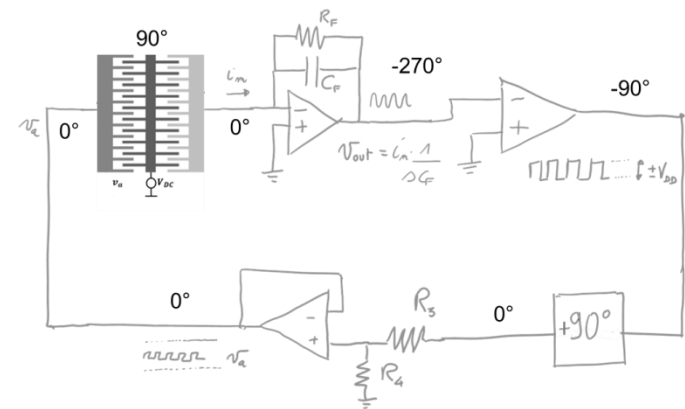 90°
R_F
i_m
-270°
C_F
-90°
v_a
0°
0°
−
+
−
+
v_out = i_m · 1/sC_F
±V_DD
v_a
V_DC
0°
R_3
0°
+90°
−
+
v_a
R_4